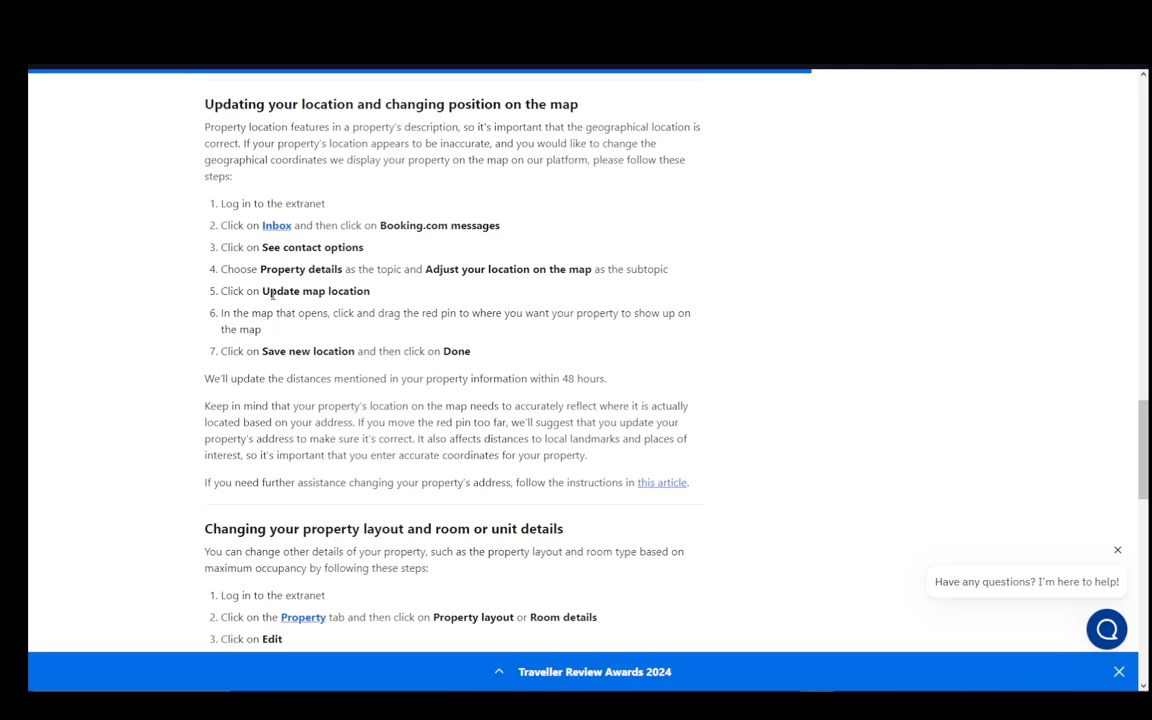 Updating your location and changing position on the map
Property location features in a property's description, so it's important that the geographical location is
correct. If your property's location appears to be inaccurate, and you would like to change the
geographical coordinates we display your property on the map on our platform, please follow these
steps:
1. Log in to the extranet
2. Click on Inbox and then click on Booking.com messages
3. Click on See contact options
4. Choose Property details as the topic and Adjust your location on the map as the subtopic
5. Click on Update map location
6. In the map that opens, click and drag the red pin to where you want your property to show up on
the map
7. Click on Save new location and then click on Done
We'll update the distances mentioned in your property information within 48 hours.
Keep in mind that your property's location on the map needs to accurately reflect where it is actually
located based on your address. If you move the red pin too far, we'll suggest that you update your
property's address to make sure it's correct. It also affects distances to local landmarks and places of
interest, so it's important that you enter accurate coordinates for your property.
If you need further assistance changing your property's address, follow the instructions in this article.
Changing your property layout and room or unit details
You can change other details of your property, such as the property layout and room type based on
maximum occupancy by following these steps:
1. Log in to the extranet
2. Click on the Property tab and then click on Property layout or Room details
3. Click on Edit
Have any questions? I'm here to help!
Traveller Review Awards 2024